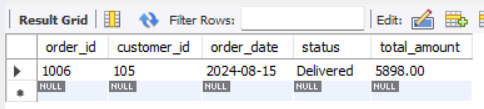 Result Grid Filter Rows: Edit:
order_id customer_id order_date status total_amount
1006 105 2024-08-15 Delivered 5898.00
NULL NULL NULL NULL NULL